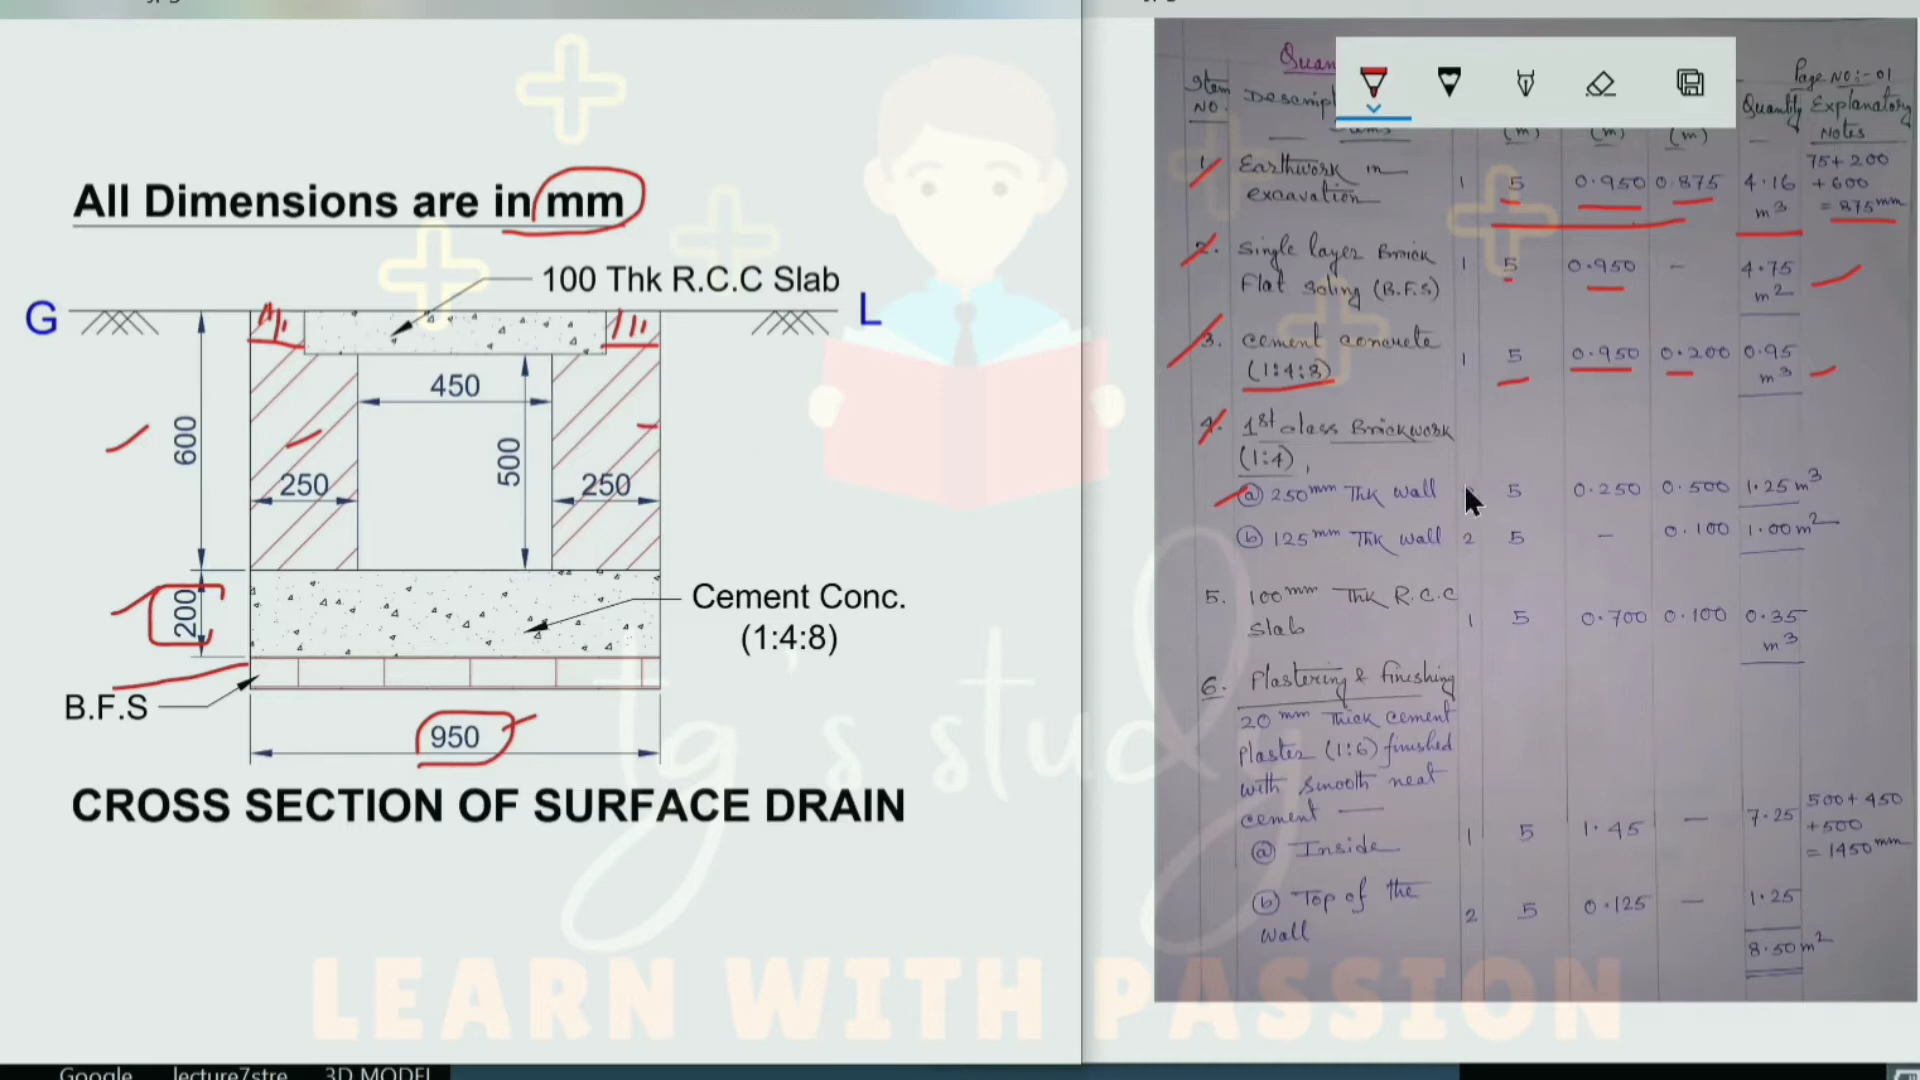 All Dimensions are in mm
100 Thk R.C.C Slab
G
L
450
600
500
250
250
200
Cement Conc.
(1:4:8)
B.F.S
950
CROSS SECTION OF SURFACE DRAIN
tg's study
LEARN WITH PASSION
Page No:-01
Item
No.
Quantity Explanatory
Notes
(m) (m) (m)
1. Earthwork in
excavation
1 5 0.950 0.875 4.16
m3
75+200
+600
= 875mm
2. Single layer Brick
Flat Soling (B.F.S)
1 5 0.950 - 4.75
m2
3. Cement concrete
(1:4:8)
1 5 0.950 0.200 0.95
m3
4. 1st class Brickwork
(1:4),
(a) 250mm Thk wall 5 0.250 0.500 1.25 m3
(b) 125mm Thk wall 2 5 - 0.100 1.00 m2
5. 100mm Thk R.C.C
Slab
1 5 0.700 0.100 0.35
m3
6. Plastering & finishing
20 mm Thick cement
Plaster (1:6) finished
with smooth neat
cement —
(a) Inside 1 5 1.45 — 7.25
500+450
+500
= 1450mm
(b) Top of the
wall
2 5 0.125 — 1.25
8.50 m2
Google lecture7stre 3D MODEL